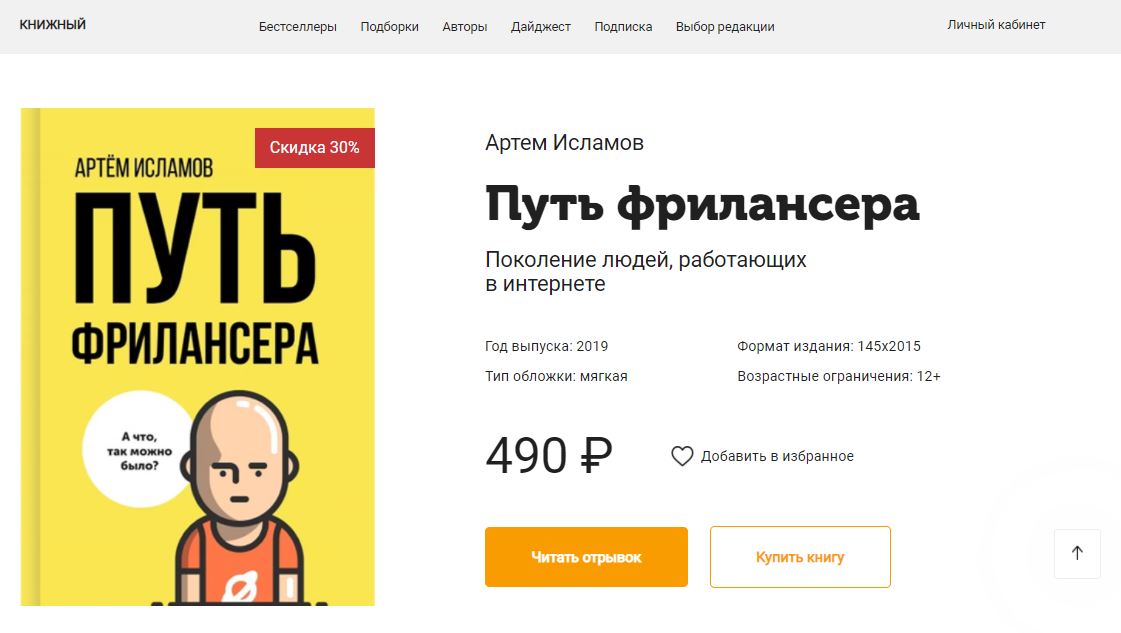 КНИЖНЫЙ
Бестселлеры Подборки Авторы Дайджест Подписка Выбор редакции
Личный кабинет
Скидка 30%
АРТЁМ ИСЛАМОВ
ПУТЬ
ФРИЛАНСЕРА
А что,
так можно
было?
Артем Исламов
Путь фрилансера
Поколение людей, работающих
в интернете
Год выпуска: 2019
Формат издания: 145x2015
Тип обложки: мягкая
Возрастные ограничения: 12+
490 ₽
Добавить в избранное
Читать отрывок
Купить книгу